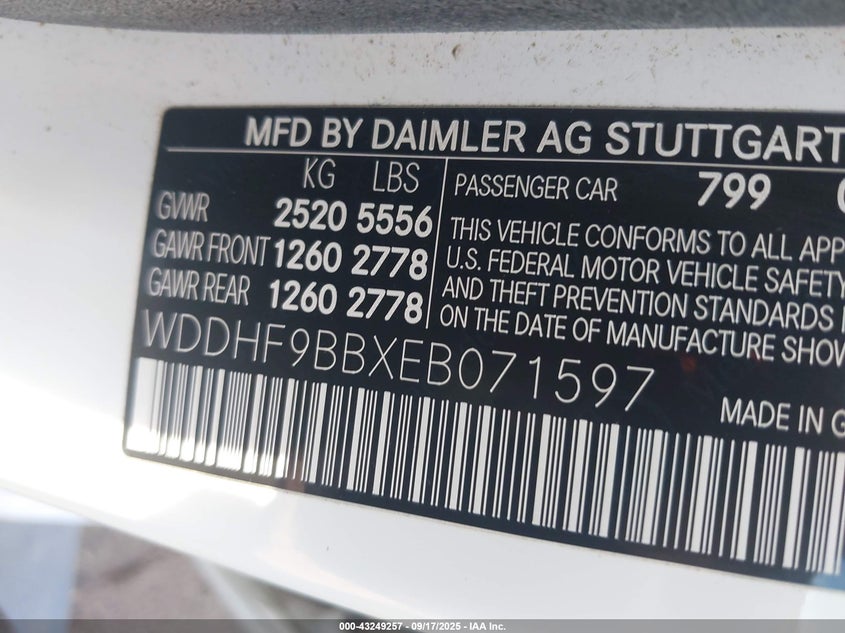 MFD BY DAIMLER AG STUTTGART
KG LBS
GVWR 2520 5556
GAWR FRONT 1260 2778
GAWR REAR 1260 2778
PASSENGER CAR 799
THIS VEHICLE CONFORMS TO ALL APP
U.S. FEDERAL MOTOR VEHICLE SAFETY
AND THEFT PREVENTION STANDARDS
ON THE DATE OF MANUFACTURE SHOW
WDDHF9BBXEB071597
MADE IN G
000-43249257 - 09/17/2025 - IAA Inc.